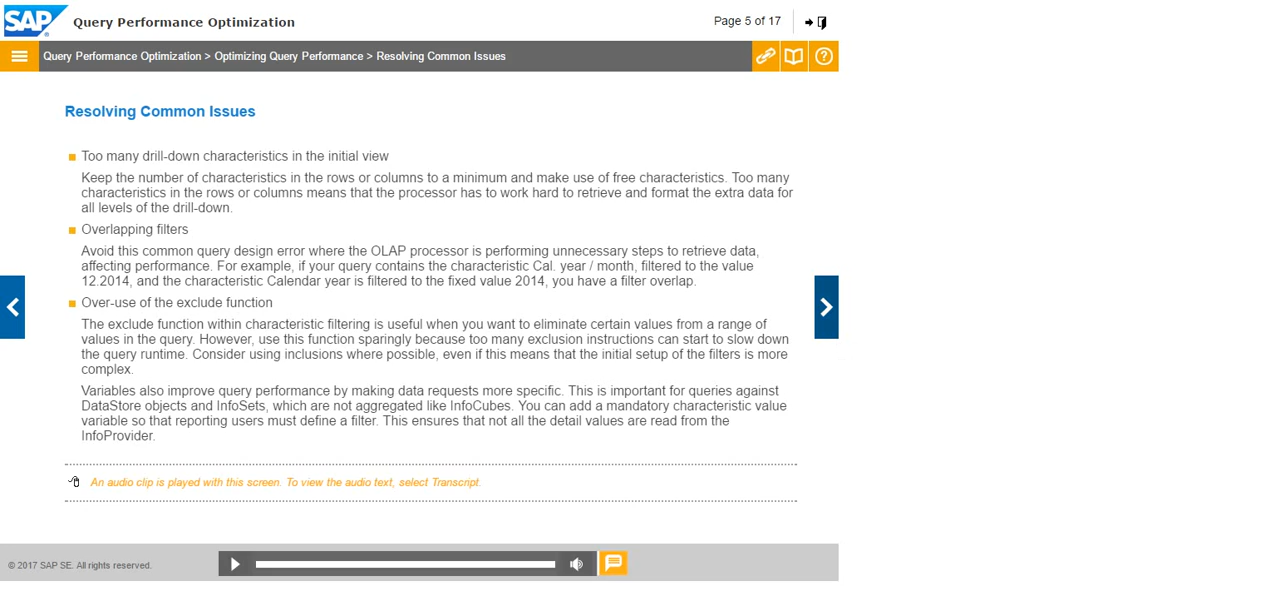 SAP ®
Query Performance Optimization
Page 5 of 17
Query Performance Optimization > Optimizing Query Performance > Resolving Common Issues
Resolving Common Issues
Too many drill-down characteristics in the initial view
Keep the number of characteristics in the rows or columns to a minimum and make use of free characteristics. Too many
characteristics in the rows or columns means that the processor has to work hard to retrieve and format the extra data for
all levels of the drill-down.
Overlapping filters
Avoid this common query design error where the OLAP processor is performing unnecessary steps to retrieve data,
affecting performance. For example, if your query contains the characteristic Cal. year / month, filtered to the value
12.2014, and the characteristic Calendar year is filtered to the fixed value 2014, you have a filter overlap.
Over-use of the exclude function
The exclude function within characteristic filtering is useful when you want to eliminate certain values from a range of
values in the query. However, use this function sparingly because too many exclusion instructions can start to slow down
the query runtime. Consider using inclusions where possible, even if this means that the initial setup of the filters is more
complex.
Variables also improve query performance by making data requests more specific. This is important for queries against
DataStore objects and InfoSets, which are not aggregated like InfoCubes. You can add a mandatory characteristic value
variable so that reporting users must define a filter. This ensures that not all the detail values are read from the
InfoProvider.
An audio clip is played with this screen. To view the audio text, select Transcript.
© 2017 SAP SE. All rights reserved.